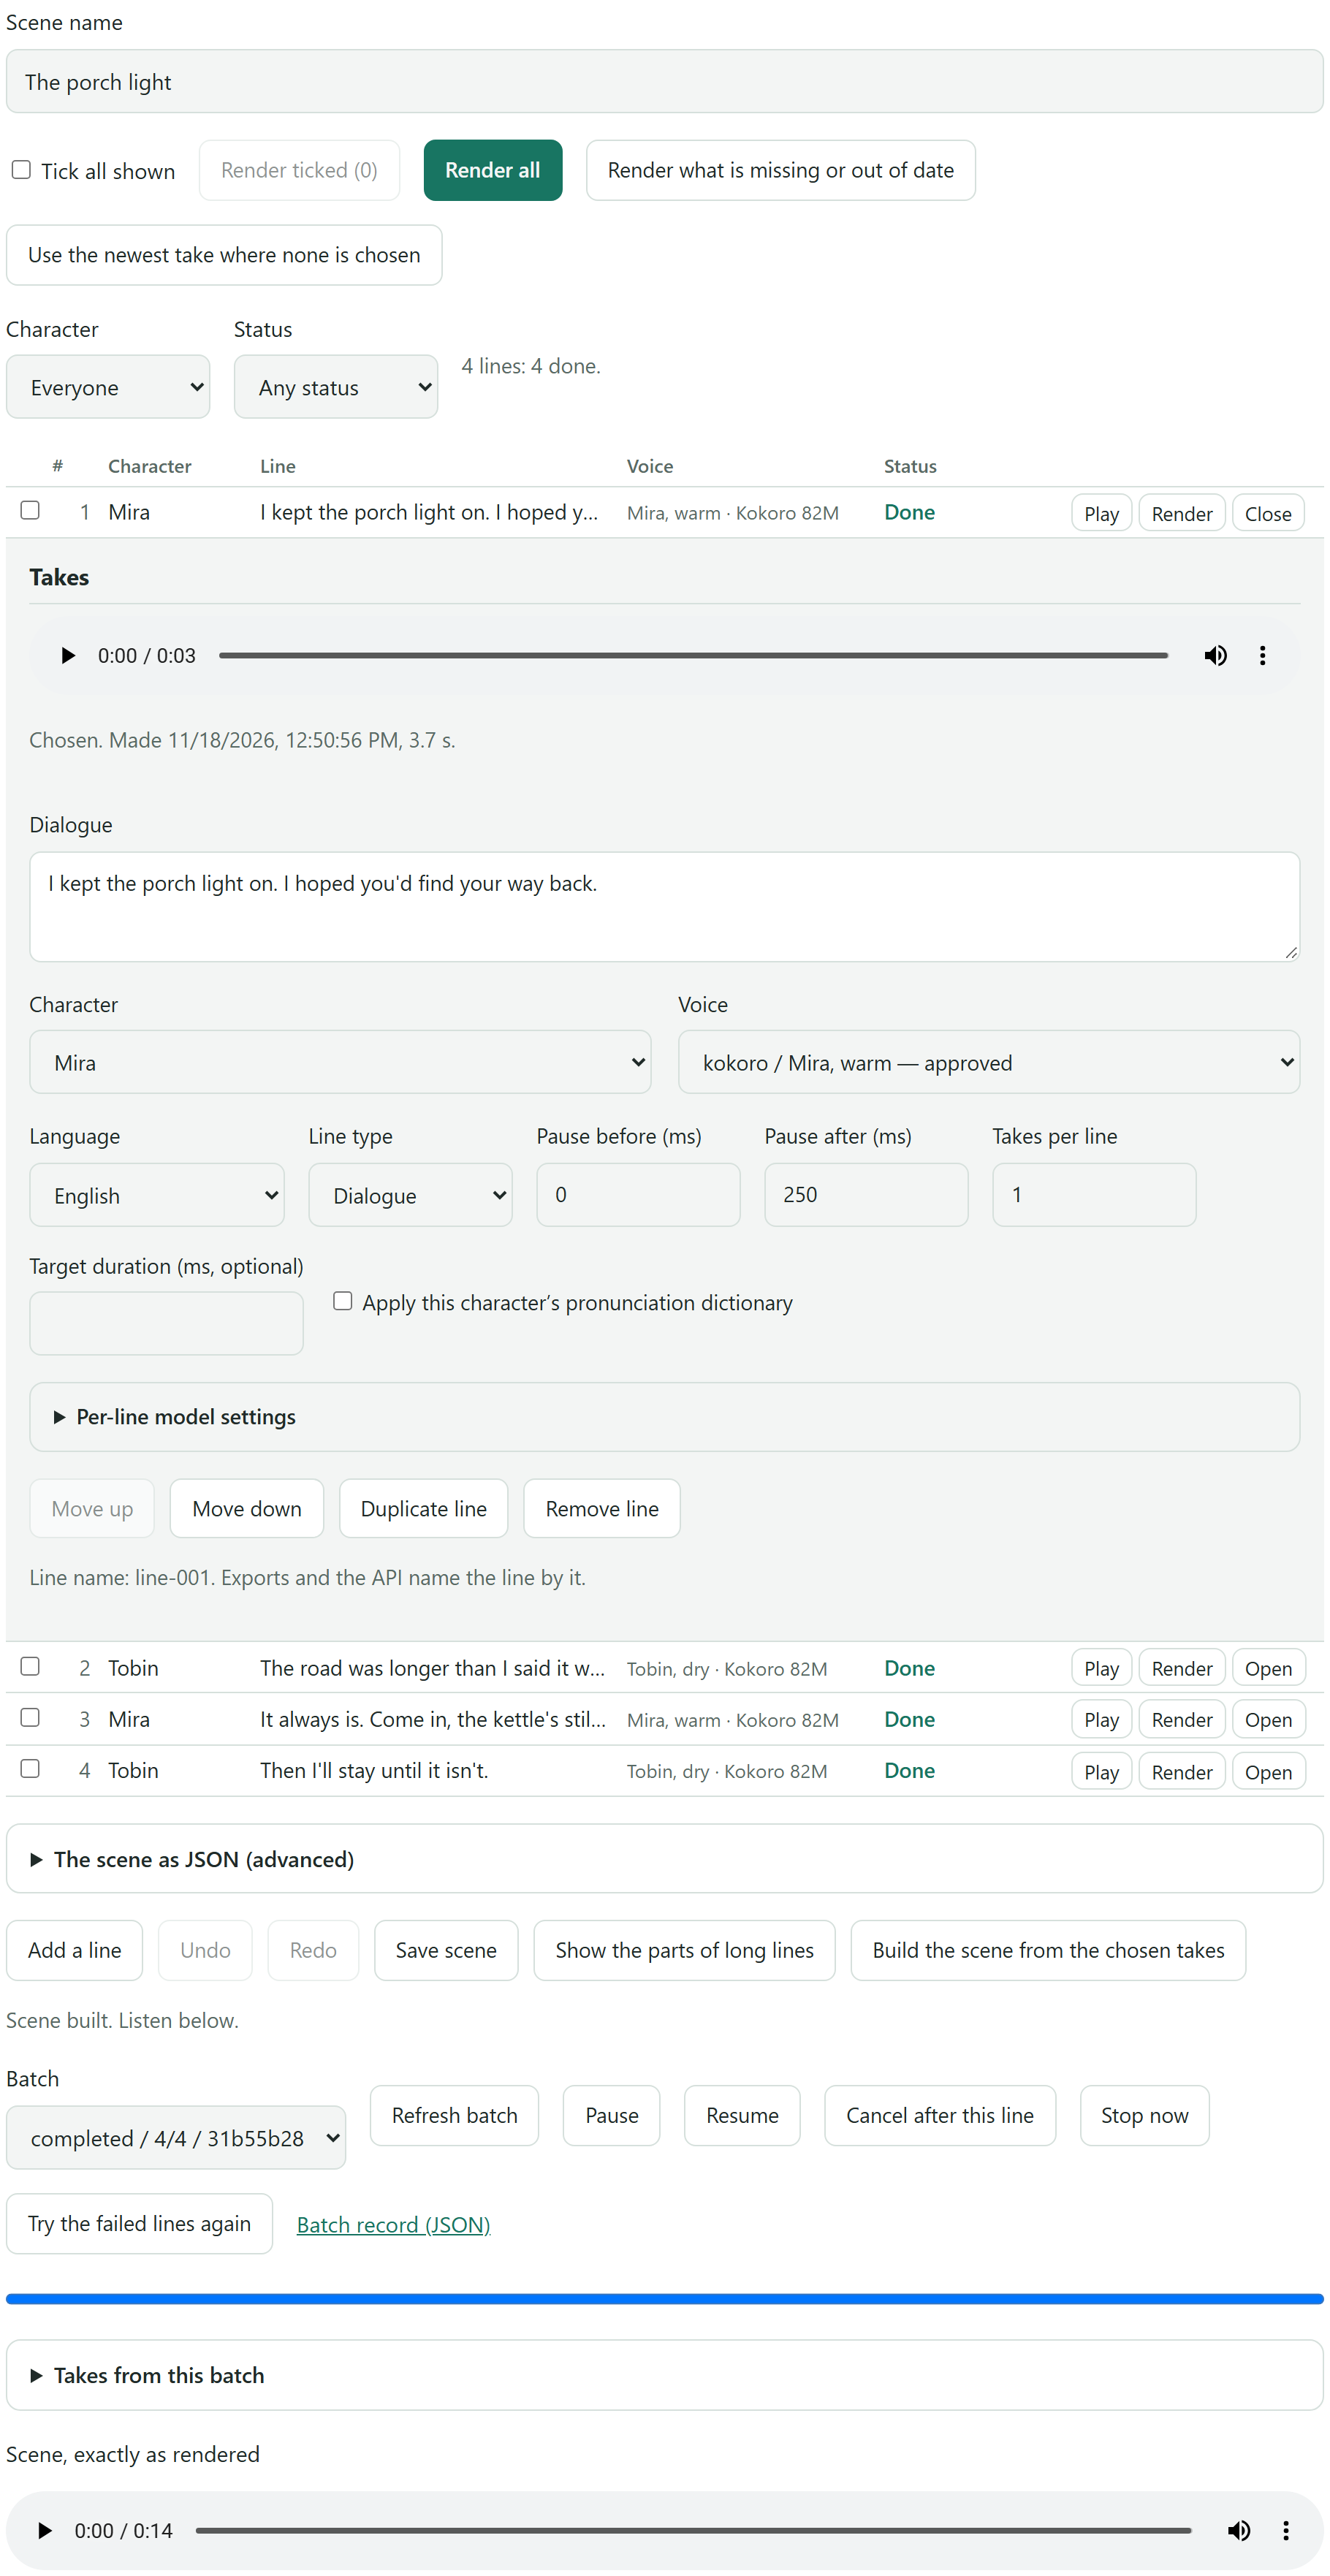 Scene name
The porch light
Tick all shown Render ticked (0) Render all Render what is missing or out of date
Use the newest take where none is chosen
Character Status
Everyone Any status 4 lines: 4 done.
# Character Line Voice Status
1 Mira I kept the porch light on. I hoped y... Mira, warm · Kokoro 82M Done Play Render Close
Takes
0:00 / 0:03
Chosen. Made 11/18/2026, 12:50:56 PM, 3.7 s.
Dialogue
I kept the porch light on. I hoped you'd find your way back.
Character Voice
Mira kokoro / Mira, warm — approved
Language Line type Pause before (ms) Pause after (ms) Takes per line
English Dialogue 0 250 1
Target duration (ms, optional)
Apply this character’s pronunciation dictionary
Per-line model settings
Move up Move down Duplicate line Remove line
Line name: line-001. Exports and the API name the line by it.
2 Tobin The road was longer than I said it w... Tobin, dry · Kokoro 82M Done Play Render Open
3 Mira It always is. Come in, the kettle's stil... Mira, warm · Kokoro 82M Done Play Render Open
4 Tobin Then I'll stay until it isn't. Tobin, dry · Kokoro 82M Done Play Render Open
The scene as JSON (advanced)
Add a line Undo Redo Save scene Show the parts of long lines Build the scene from the chosen takes
Scene built. Listen below.
Batch
completed / 4/4 / 31b55b28 Refresh batch Pause Resume Cancel after this line Stop now
Try the failed lines again Batch record (JSON)
Takes from this batch
Scene, exactly as rendered
0:00 / 0:14